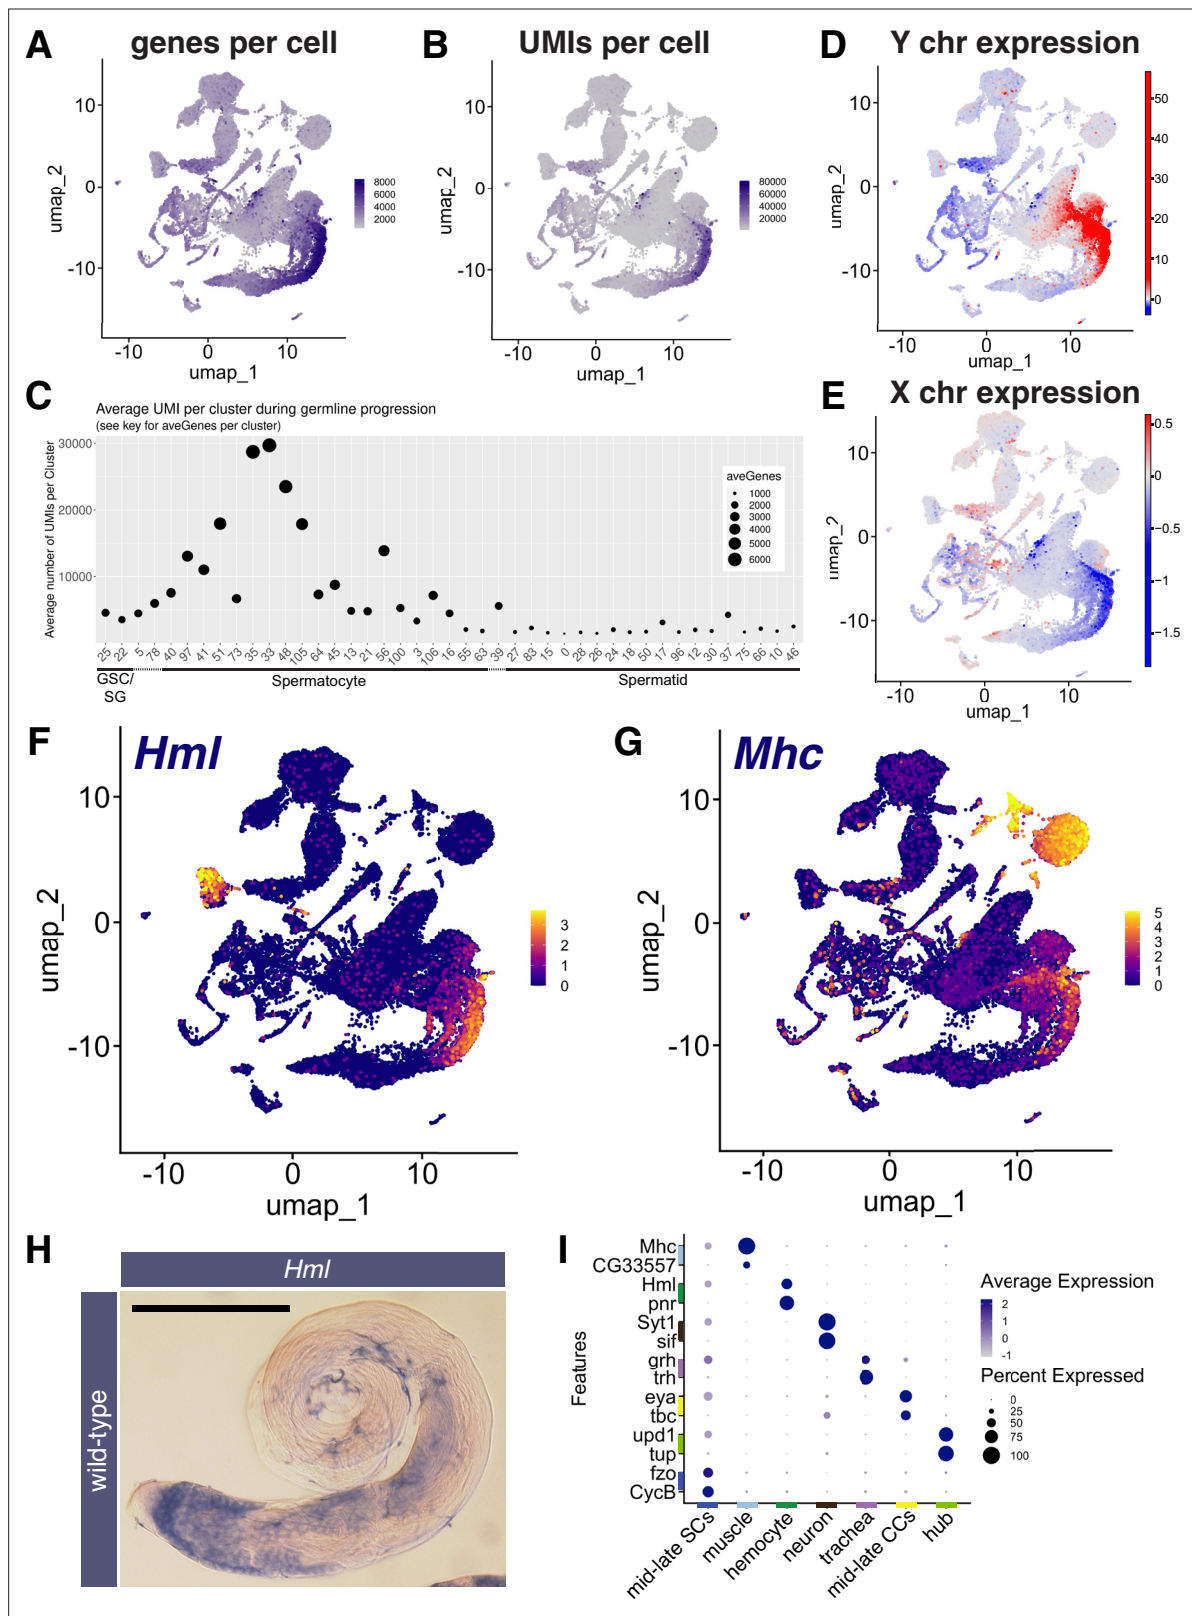 A
genes per cell
10
0
-10
umap_2
-10 0 10
umap_1
8000
6000
4000
2000
B
UMIs per cell
10
0
-10
umap_2
-10 0 10
umap_1
80000
60000
40000
20000
D
Y chr expression
10
0
-10
umap_2
-10 0 10
umap_1
50
40
30
20
10
0
C
Average UMI per cluster during germline progression
(see key for aveGenes per cluster)
Average number of UMIs per Cluster
30000
20000
10000
aveGenes
1000
2000
3000
4000
5000
6000
25 22 5 78 40 97 41 51 73 35 33 48 105 64 45 13 21 56 100 3 106 16 55 63 39 27 83 15 0 28 26 24 18 50 17 96 12 30 37 75 66 10 46
GSC/
SG
Spermatocyte
Spermatid
E
X chr expression
10
0
-10
umap_2
-10 0 10
umap_1
0.5
0
-0.5
-1
-1.5
F
Hml
10
0
-10
umap_2
-10 0 10
umap_1
3
2
1
0
G
Mhc
10
0
-10
umap_2
-10 0 10
umap_1
5
4
3
2
1
0
H
Hml
wild-type
I
Features
Mhc
CG33557
Hml
pnr
Syt1
sif
grh
trh
eya
tbc
upd1
tup
fzo
CycB
mid-late SCs
muscle
hemocyte
neuron
trachea
mid-late CCs
hub
Average Expression
2
1
0
-1
Percent Expressed
0
25
50
75
100